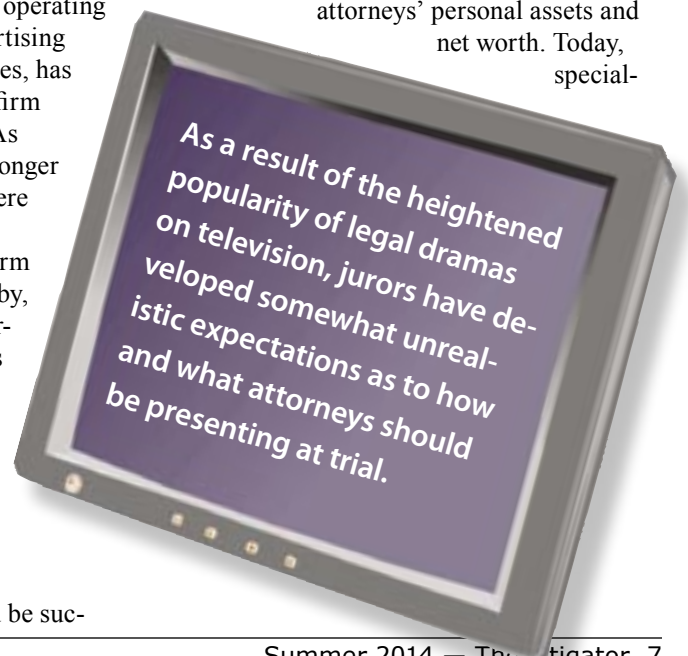 operating
rtising
es, has
firm
As
onger
ere
rm
by,
r-
s
be suc-
attorneys’ personal assets and
net worth. Today,
special-
As a result of the heightened
popularity of legal dramas
on television, jurors have de-
veloped somewhat unreal-
istic expectations as to how
and what attorneys should
be presenting at trial.
Summer 2014 — Th tigator 7